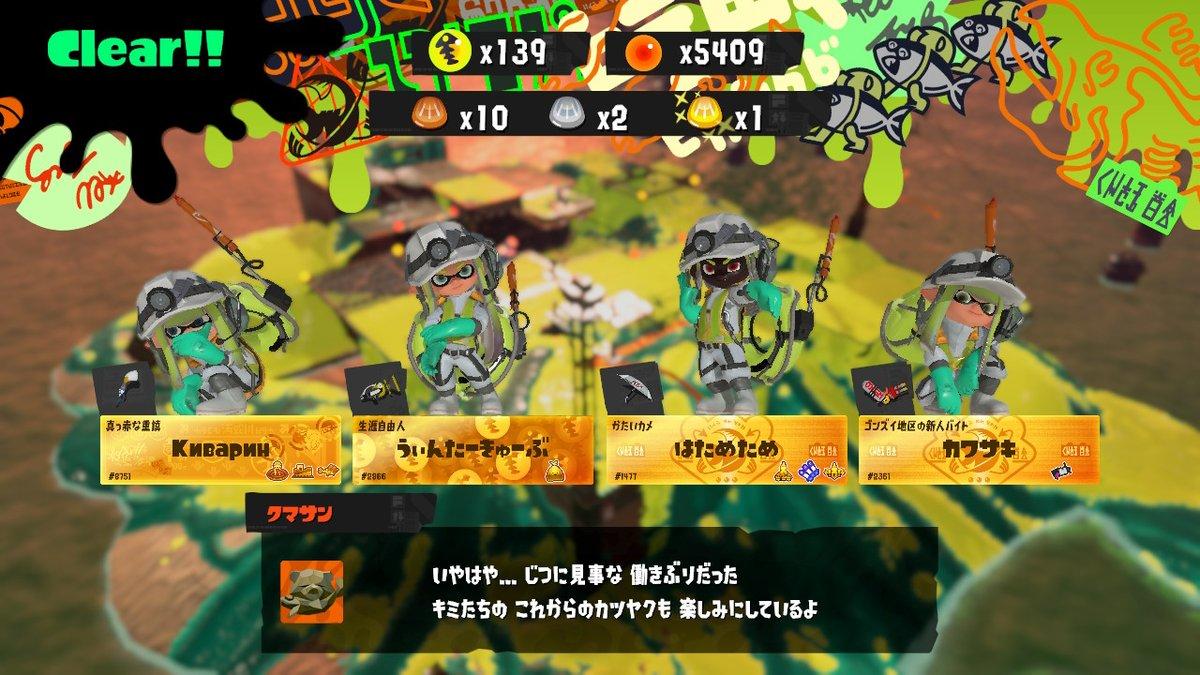 Clear!!
x139
x5409
x10
x2
x1
真っ赤な重鎮
Киварин
#8751
生涯自由人
うぃんたーきゅーぶ
#2866
かたいカメ
はためため
#1477
ゴンズイ地区の新人バイト
カワサキ
#2361
クマサン
いやはや... じつに見事な 働きぶりだった
キミたちの これからのカツヤクも 楽しみにしているよ